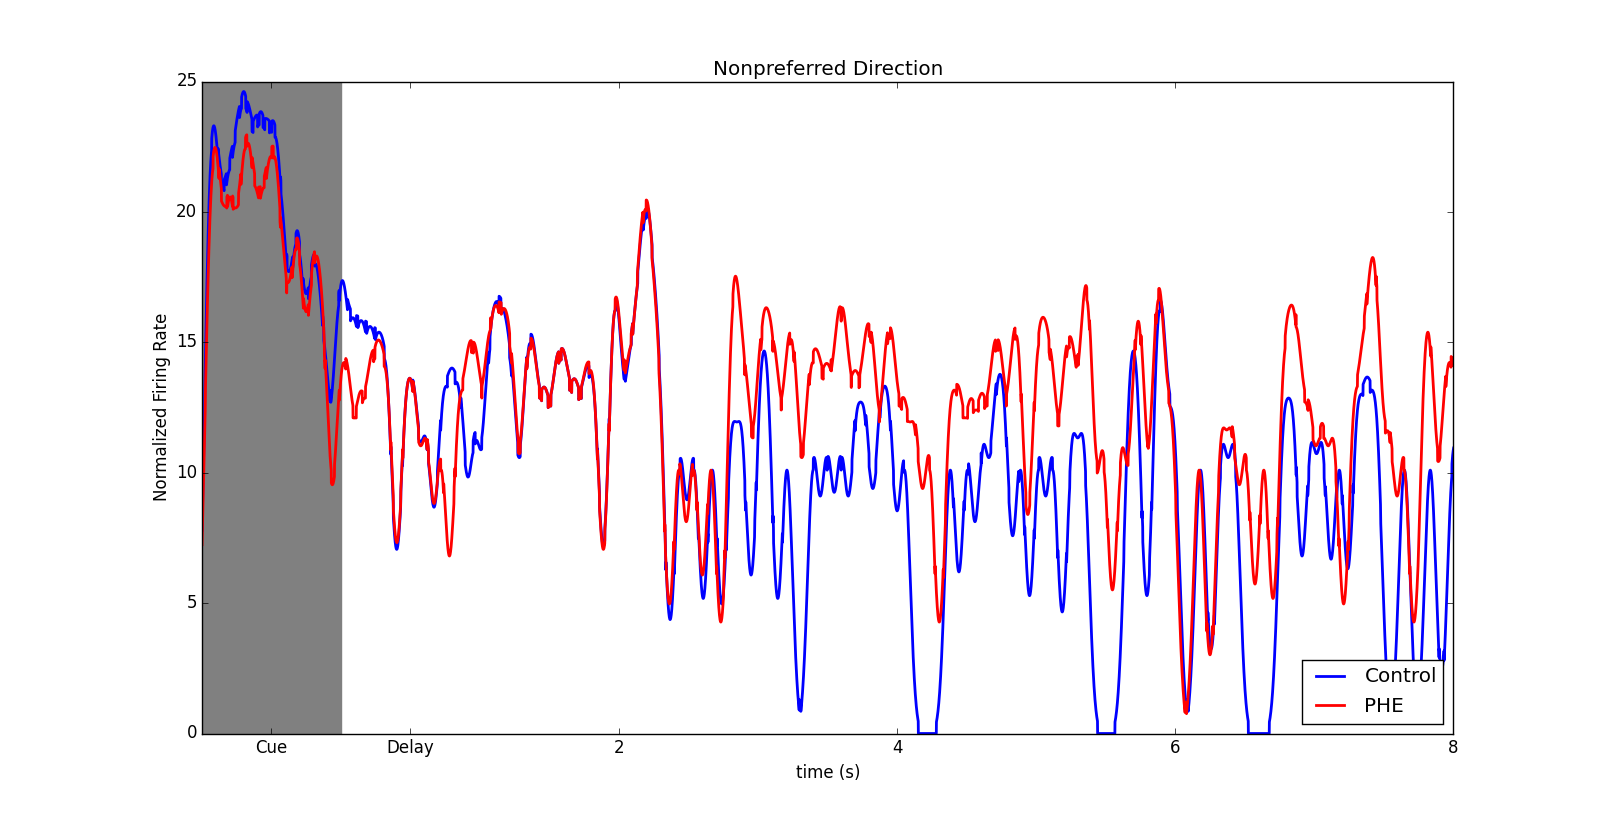 Nonpreferred Direction
Normalized Firing Rate
25
20
15
10
5
0
Cue
Delay
2
4
6
8
time (s)
Control
PHE